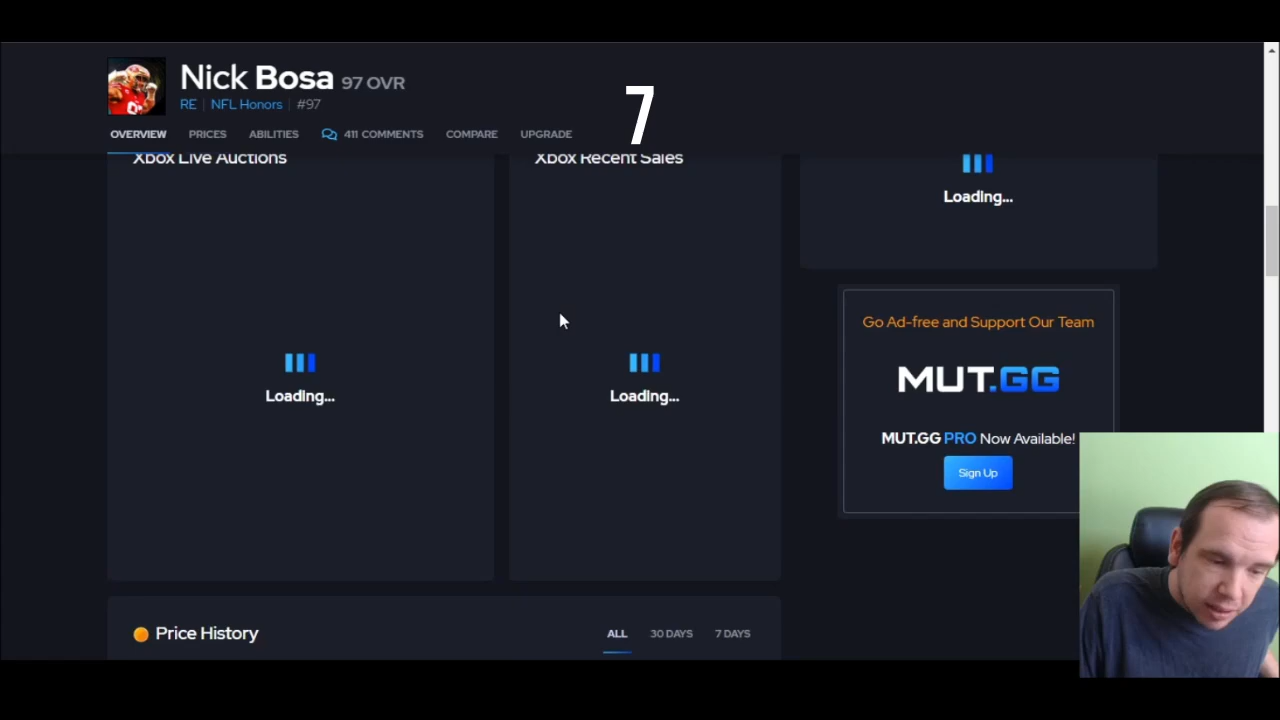 Nick Bosa 97 OVR
RE | NFL Honors | #97
7
OVERVIEW PRICES ABILITIES 411 COMMENTS COMPARE UPGRADE
Xbox Live Auctions
Xbox Recent Sales
Loading...
Loading...
Loading...
Go Ad-free and Support Our Team
MUT.GG
MUT.GG PRO Now Available!
Sign Up
Price History
ALL 30 DAYS 7 DAYS